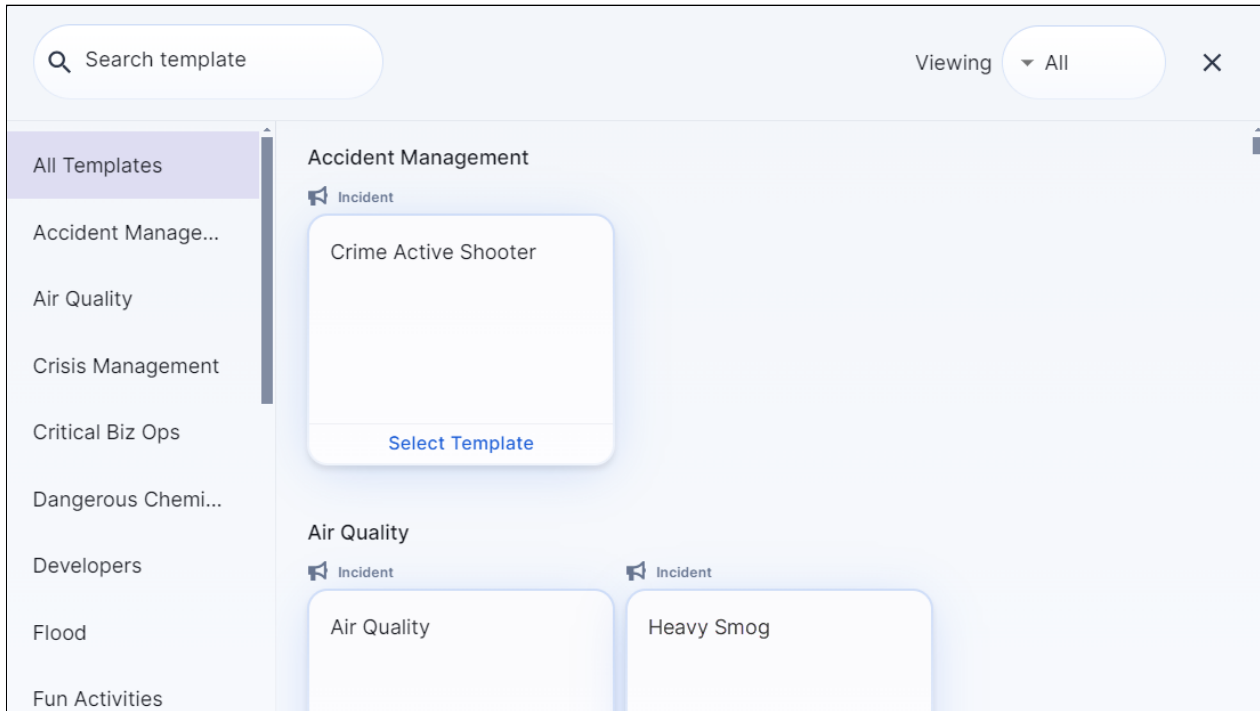 Search template
Viewing
All
All Templates
Accident Manage...
Air Quality
Crisis Management
Critical Biz Ops
Dangerous Chemi...
Developers
Flood
Fun Activities
Accident Management
Incident
Crime Active Shooter
Select Template
Air Quality
Incident
Incident
Air Quality
Heavy Smog